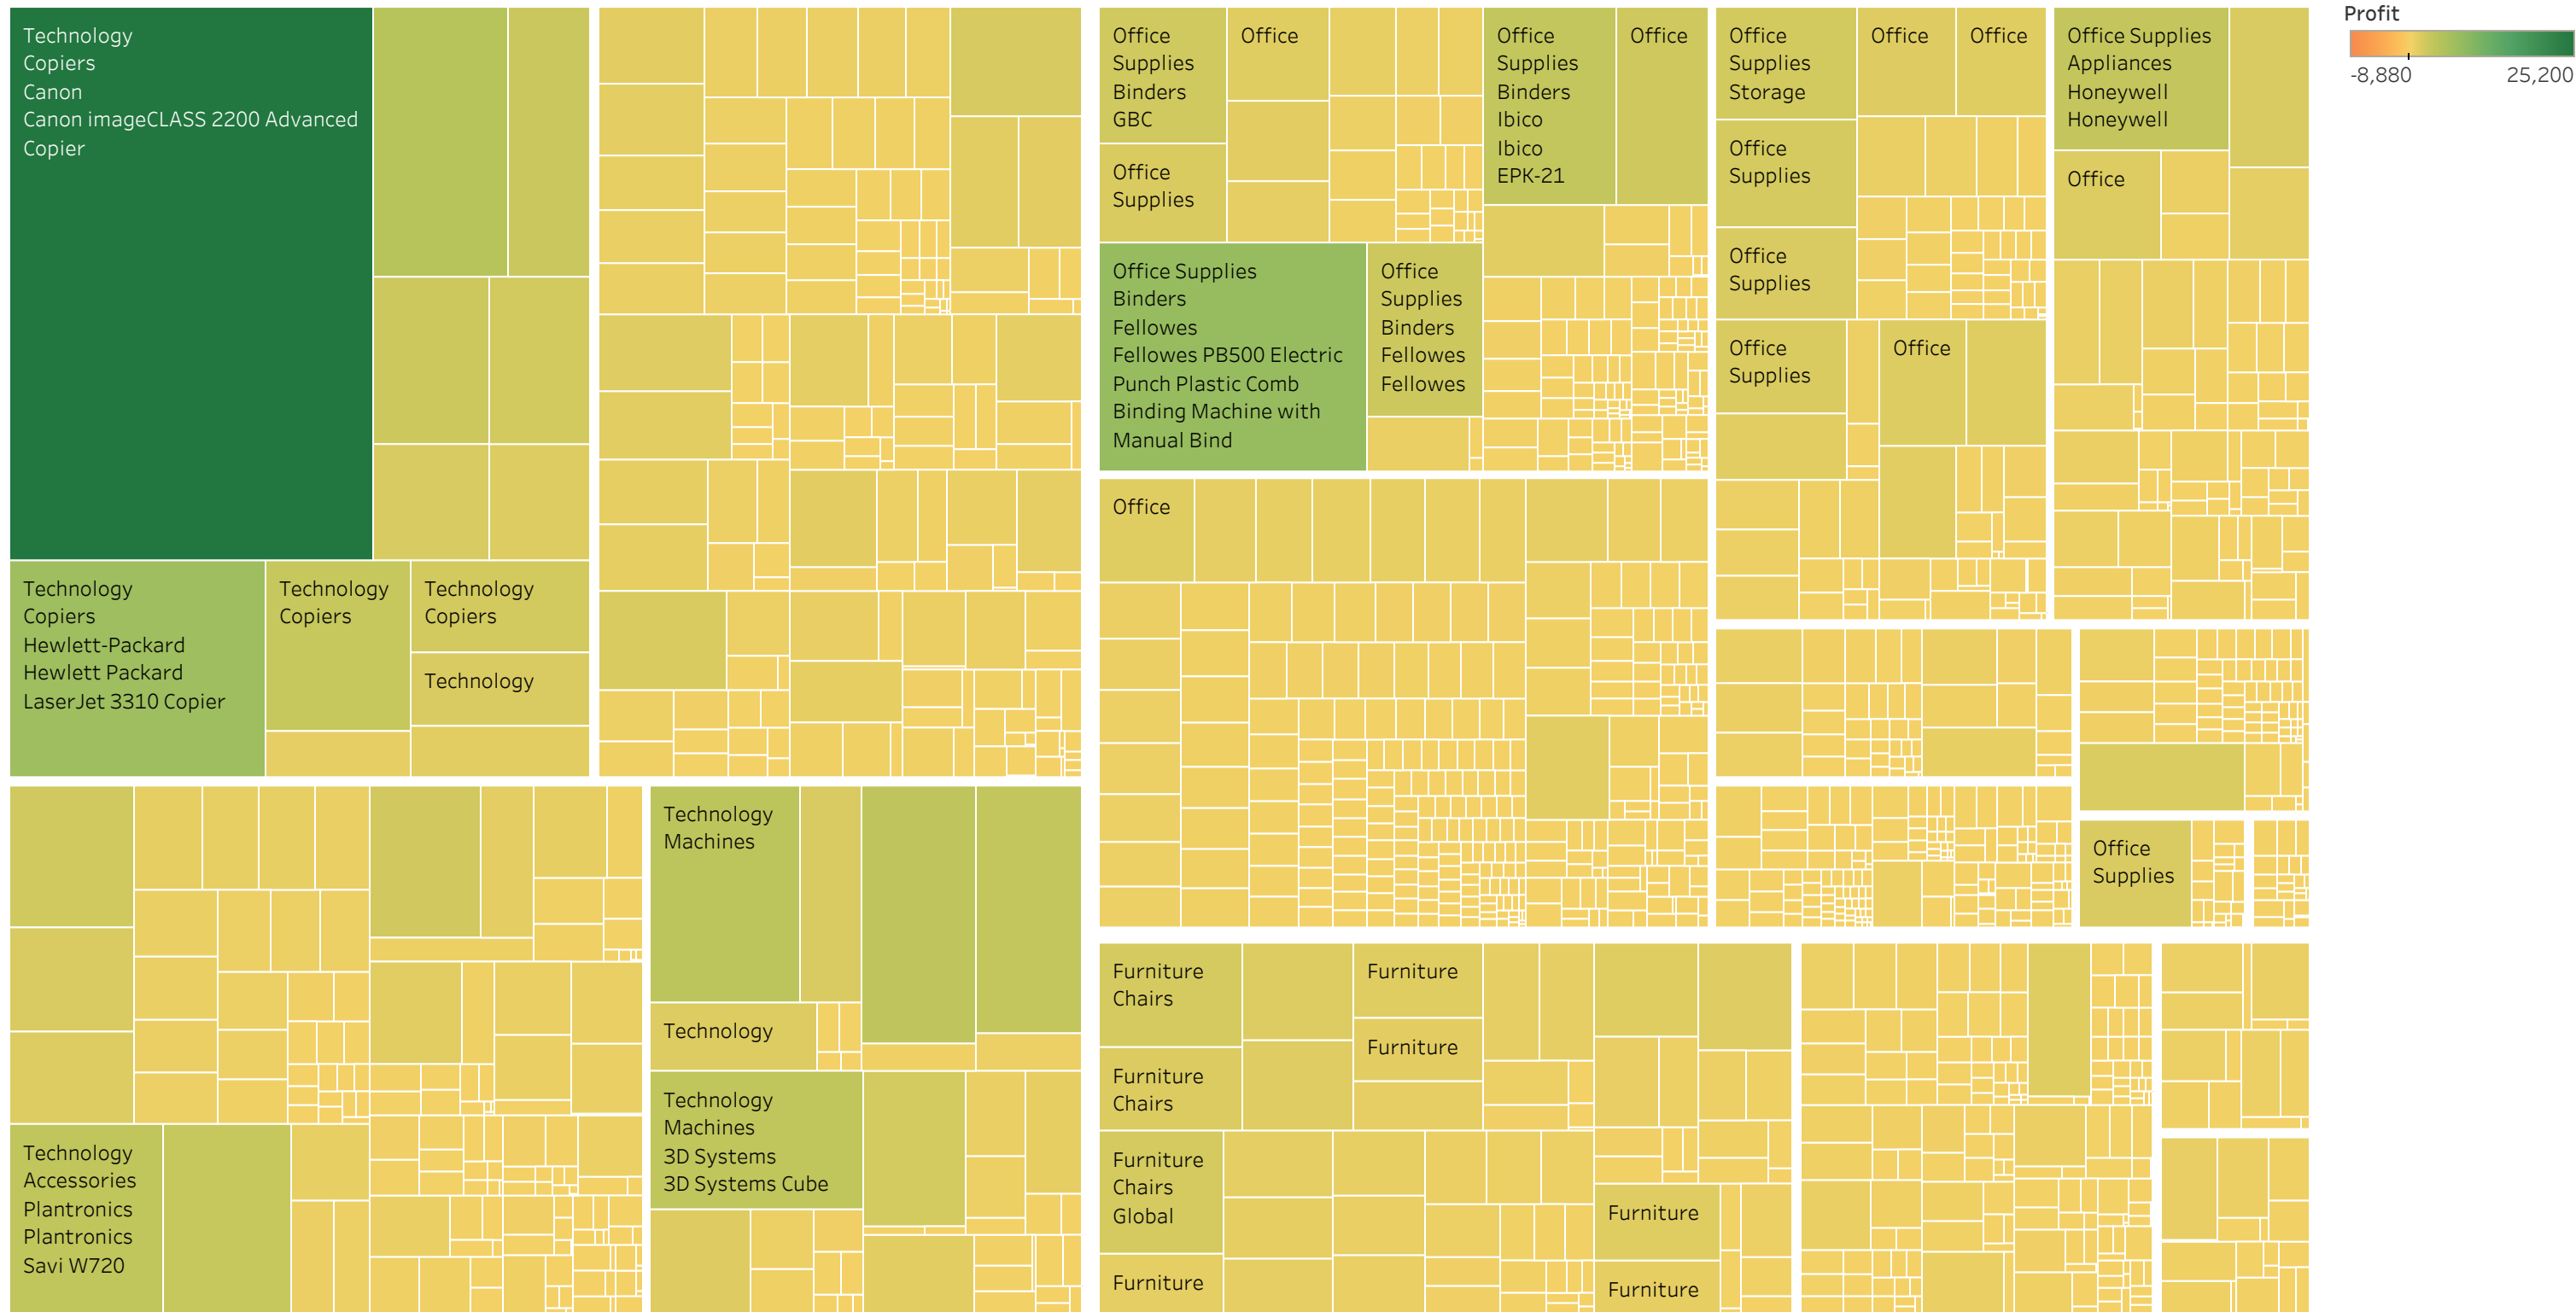 Technology
Copiers
Canon
Canon imageCLASS 2200 Advanced
Copier
Technology
Copiers
Hewlett-Packard
Hewlett Packard
LaserJet 3310 Copier
Technology
Copiers
Technology
Copiers
Technology
Technology
Accessories
Plantronics
Plantronics
Savi W720
Technology
Machines
Technology
Technology
Machines
3D Systems
3D Systems Cube
Office
Supplies
Binders
GBC
Office
Office
Supplies
Office
Supplies
Binders
Ibico
Ibico
EPK-21
Office
Office Supplies
Binders
Fellowes
Fellowes PB500 Electric
Punch Plastic Comb
Binding Machine with
Manual Bind
Office
Supplies
Binders
Fellowes
Fellowes
Office
Office
Supplies
Storage
Office
Office
Office
Supplies
Office
Supplies
Office
Supplies
Office
Office Supplies
Appliances
Honeywell
Honeywell
Office
Office
Supplies
Furniture
Chairs
Furniture
Furniture
Furniture
Chairs
Furniture
Chairs
Global
Furniture
Furniture
Furniture
Profit
-8,880
25,200